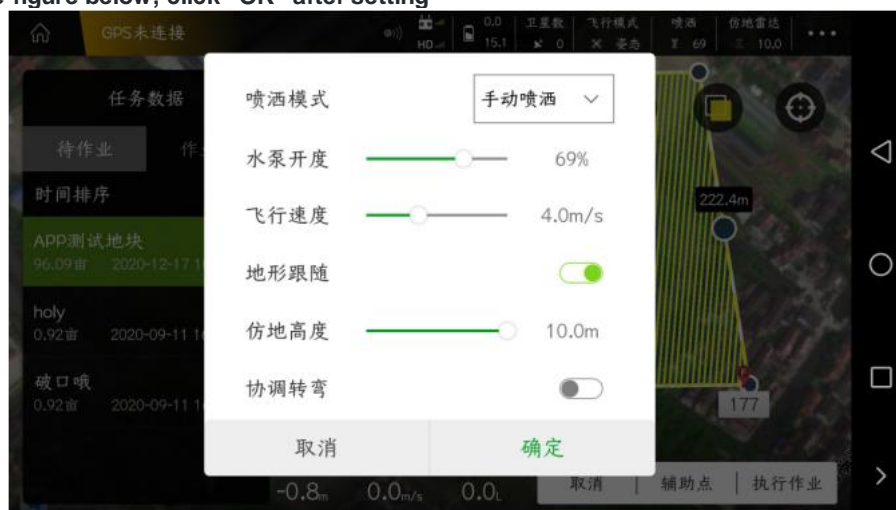 figure below, click "OK" after setting
GPS未连接
HD
0.0
15.1
卫星数
0
飞行模式
姿态
喷洒
69
仿地雷达
10.0
任务数据
待作业
时间排序
APP测试地块
96.09亩 2020-12-17 1
holy
0.92亩 2020-09-11 1
破口哦
0.92亩 2020-09-11 1
喷洒模式 手动喷洒
水泵开度 69%
飞行速度 4.0m/s
地形跟随
仿地高度 10.0m
协调转弯
取消 确定
222.4m
177
-0.8m 0.0m/s 0.0L
取消 辅助点 执行作业